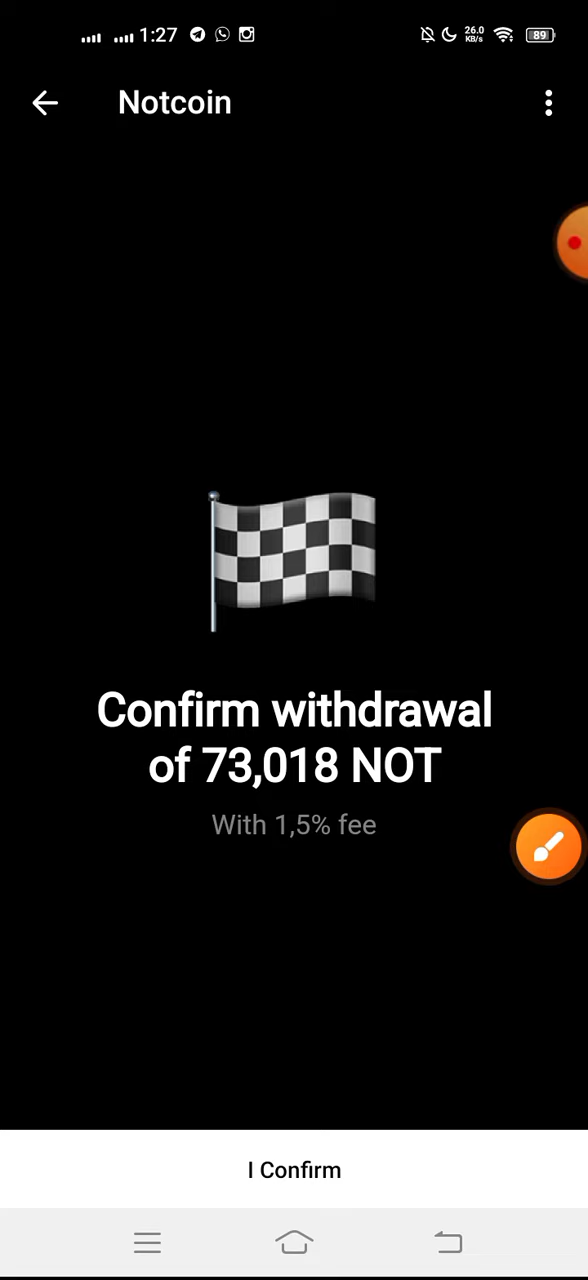 1:27 26.0 KB/s 89
Notcoin
Confirm withdrawal
of 73,018 NOT
With 1,5% fee
I Confirm